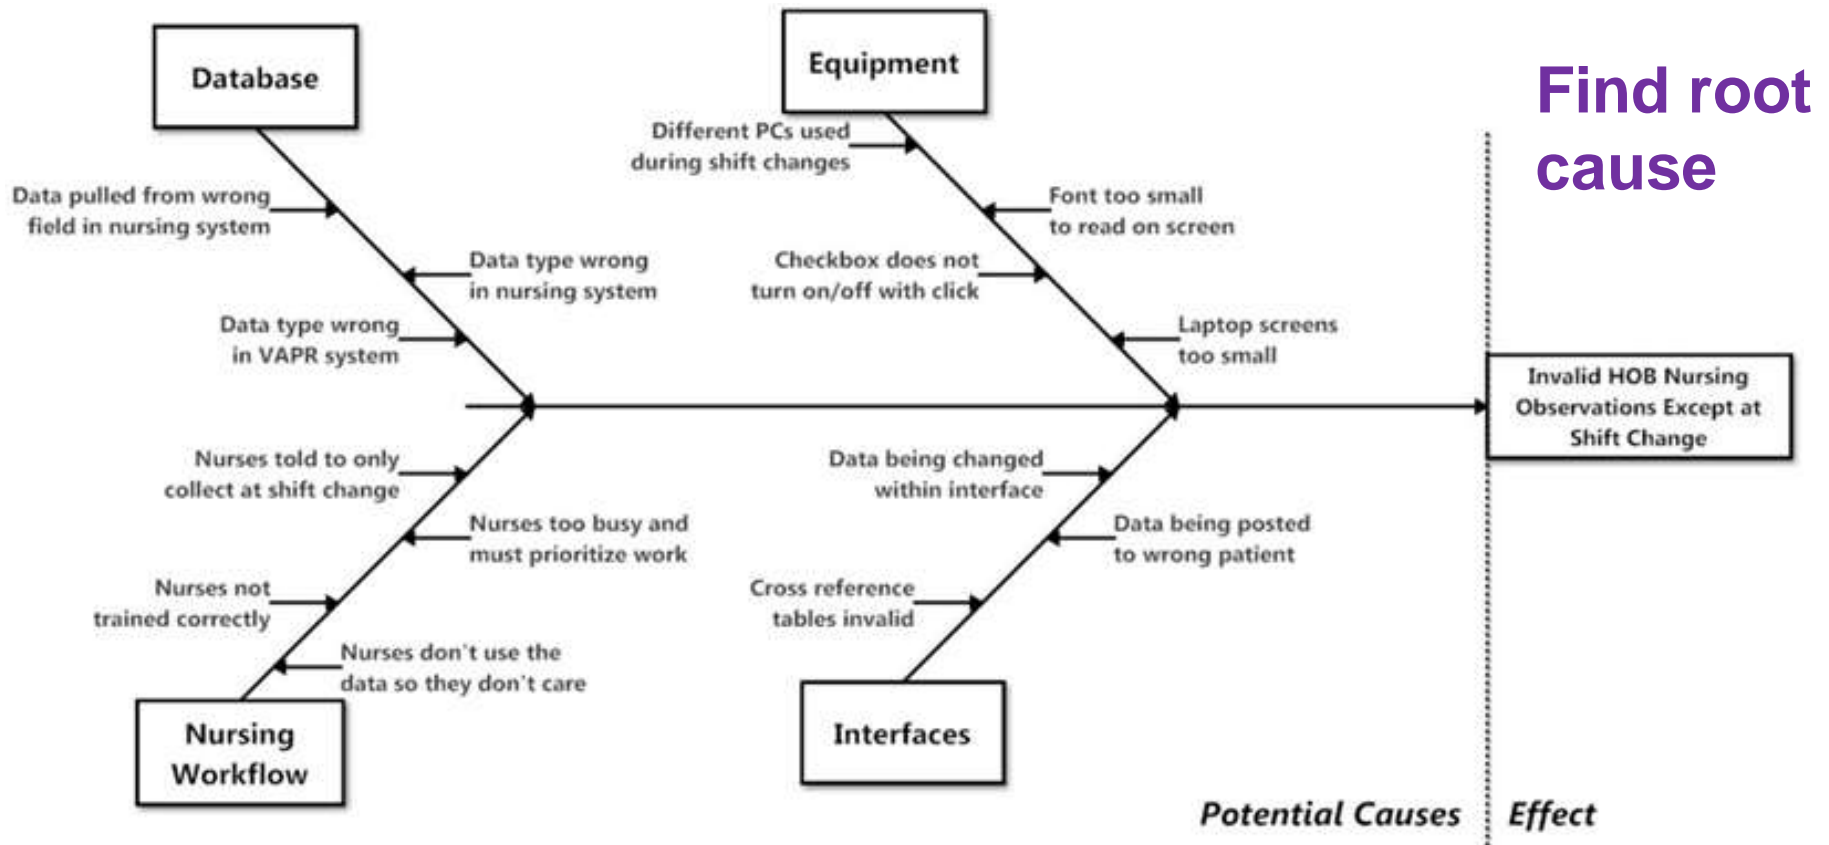 Database
Equipment
Find root
cause
Different PCs used
during shift changes
Data pulled from wrong
field in nursing system
Font too small
to read on screen
Data type wrong
in nursing system
Checkbox does not
turn on/off with click
Data type wrong
in VAPR system
Laptop screens
too small
Invalid HOB Nursing
Observations Except at
Shift Change
Nurses told to only
collect at shift change
Data being changed
within interface
Nurses too busy and
must prioritize work
Data being posted
to wrong patient
Nurses not
trained correctly
Cross reference
tables invalid
Nurses don't use the
data so they don't care
Nursing
Workflow
Interfaces
Potential Causes
Effect